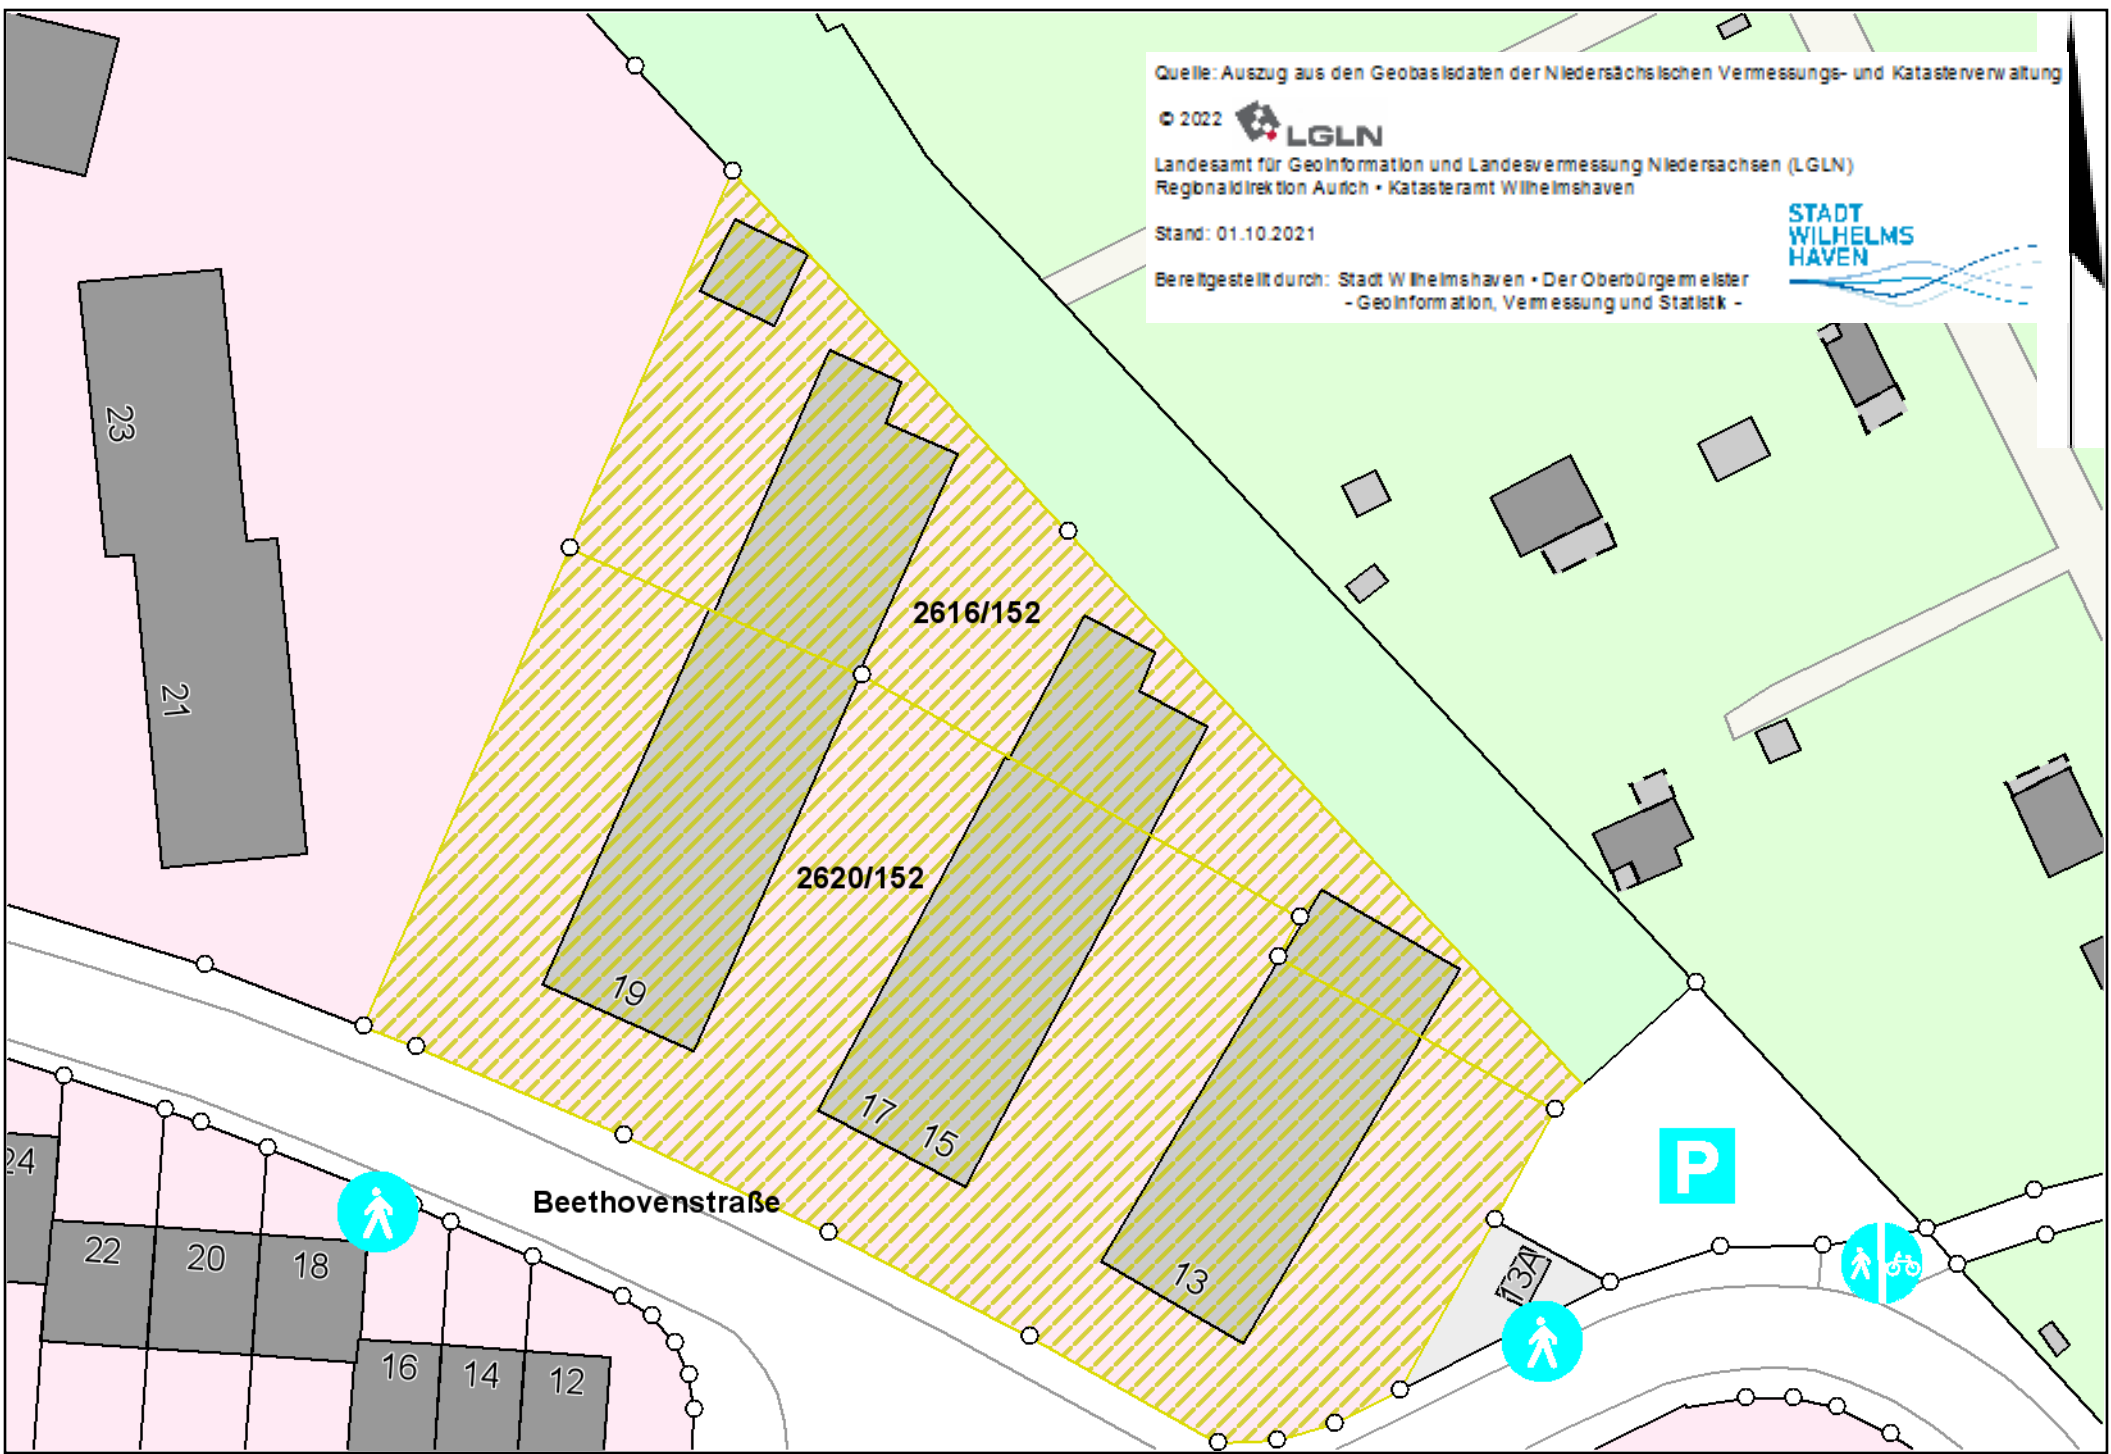 Quelle: Auszug aus den Geobasisdaten der Niedersächsischen Vermessungs- und Katasterverwaltung
© 2022 LGLN
Landesamt für Geoinformation und Landesvermessung Niedersachsen (LGLN)
Regionaldirektion Aurich • Katasteramt Wilhelmshaven
Stand: 01.10.2021
STADT
WILHELMS
HAVEN
Bereitgestellt durch: Stadt Wilhelmshaven • Der Oberbürgermeister
- Geoinformation, Vermessung und Statistik -
23
21
2616/152
2620/152
19
17
15
13
13A
P
Beethovenstraße
24
22
20
18
16
14
12